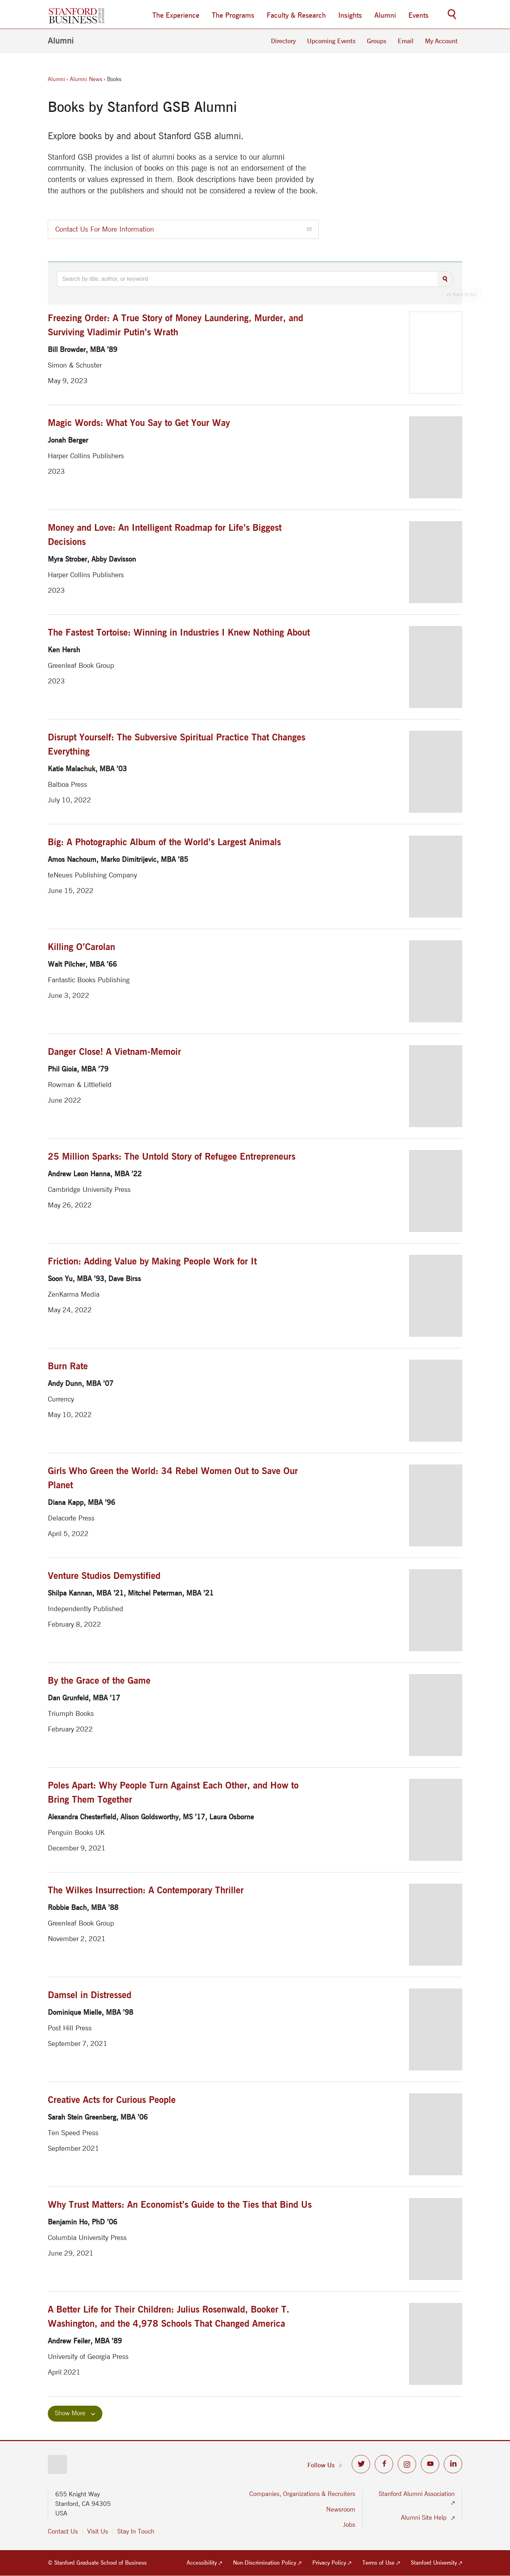 STANFORD
BUSINESS
The Experience
The Programs
Faculty & Research
Insights
Alumni
Events
Alumni
Directory
Upcoming Events
Groups
Email
My Account
Alumni › Alumni News › Books
Books by Stanford GSB Alumni
Explore books by and about Stanford GSB alumni.
Stanford GSB provides a list of alumni books as a service to our alumni
community. The inclusion of books on this page is not an endorsement of the
contents or values expressed in them. Book descriptions have been provided by
the authors or the publishers and should not be considered a review of the book.
Contact Us For More Information
Search by title, author, or keyword
Back to top
Freezing Order: A True Story of Money Laundering, Murder, and
Surviving Vladimir Putin's Wrath
Bill Browder, MBA '89
Simon & Schuster
May 9, 2023
Magic Words: What You Say to Get Your Way
Jonah Berger
Harper Collins Publishers
2023
Money and Love: An Intelligent Roadmap for Life's Biggest
Decisions
Myra Strober, Abby Davisson
Harper Collins Publishers
2023
The Fastest Tortoise: Winning in Industries I Knew Nothing About
Ken Hersh
Greenleaf Book Group
2023
Disrupt Yourself: The Subversive Spiritual Practice That Changes
Everything
Katie Malachuk, MBA '03
Balboa Press
July 10, 2022
Big: A Photographic Album of the World's Largest Animals
Amos Nachoum, Marko Dimitrijevic, MBA '85
teNeues Publishing Company
June 15, 2022
Killing O'Carolan
Walt Pilcher, MBA '66
Fantastic Books Publishing
June 3, 2022
Danger Close! A Vietnam-Memoir
Phil Gioia, MBA '79
Rowman & Littlefield
June 2022
25 Million Sparks: The Untold Story of Refugee Entrepreneurs
Andrew Leon Hanna, MBA '22
Cambridge University Press
May 26, 2022
Friction: Adding Value by Making People Work for It
Soon Yu, MBA '93, Dave Birss
ZenKarma Media
May 24, 2022
Burn Rate
Andy Dunn, MBA '07
Currency
May 10, 2022
Girls Who Green the World: 34 Rebel Women Out to Save Our
Planet
Diana Kapp, MBA '96
Delacorte Press
April 5, 2022
Venture Studios Demystified
Shilpa Kannan, MBA '21, Mitchel Peterman, MBA '21
Independently Published
February 8, 2022
By the Grace of the Game
Dan Grunfeld, MBA '17
Triumph Books
February 2022
Poles Apart: Why People Turn Against Each Other, and How to
Bring Them Together
Alexandra Chesterfield, Alison Goldsworthy, MS '17, Laura Osborne
Penguin Books UK
December 9, 2021
The Wilkes Insurrection: A Contemporary Thriller
Robbie Bach, MBA '88
Greenleaf Book Group
November 2, 2021
Damsel in Distressed
Dominique Mielle, MBA '98
Post Hill Press
September 7, 2021
Creative Acts for Curious People
Sarah Stein Greenberg, MBA '06
Ten Speed Press
September 2021
Why Trust Matters: An Economist's Guide to the Ties that Bind Us
Benjamin Ho, PhD '06
Columbia University Press
June 29, 2021
A Better Life for Their Children: Julius Rosenwald, Booker T.
Washington, and the 4,978 Schools That Changed America
Andrew Feiler, MBA '89
University of Georgia Press
April 2021
Show More
Follow Us
655 Knight Way
Stanford, CA 94305
USA
Contact Us
Visit Us
Stay In Touch
Companies, Organizations & Recruiters
Newsroom
Jobs
Stanford Alumni Association
Alumni Site Help
© Stanford Graduate School of Business
Accessibility
Non-Discrimination Policy
Privacy Policy
Terms of Use
Stanford University